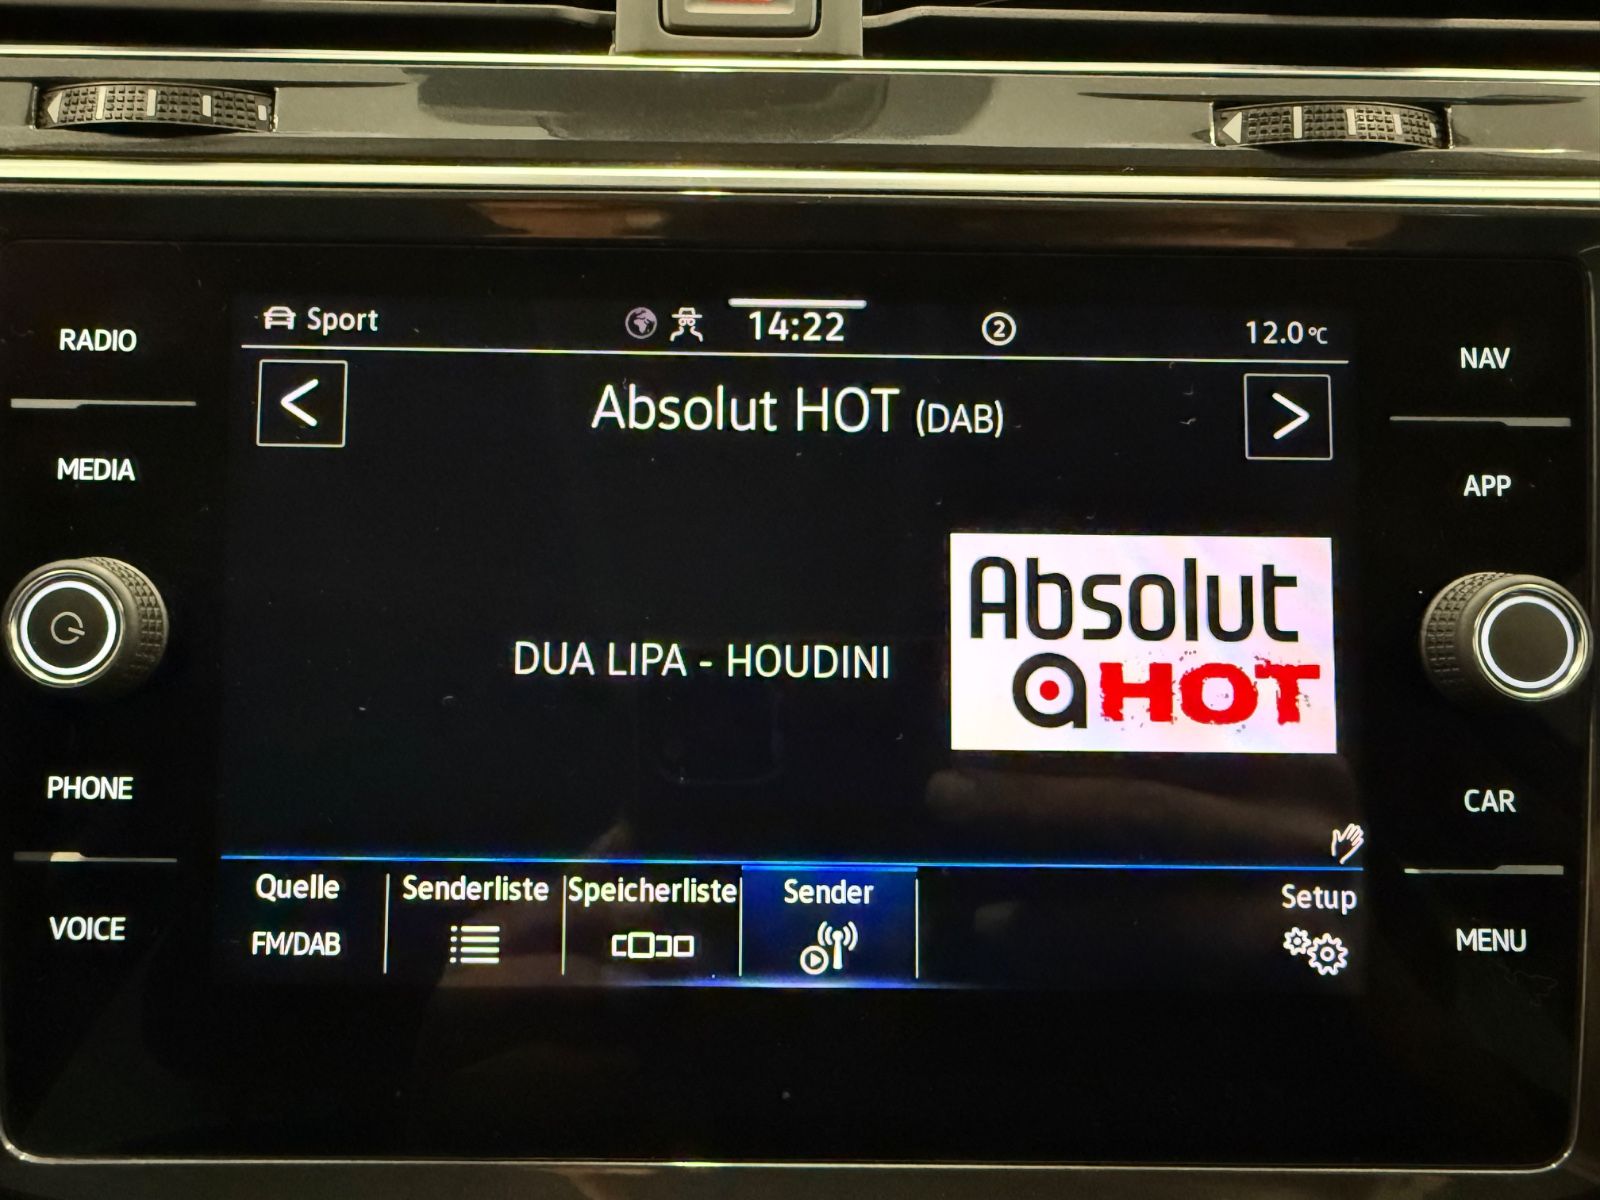 Sport
14:22
2
12.0°C
RADIO
NAV
<
Absolut HOT (DAB)
>
MEDIA
APP
DUA LIPA - HOUDINI
Absolut
HOT
PHONE
CAR
Quelle
Senderliste
Speicherliste
Sender
Setup
FM/DAB
VOICE
MENU